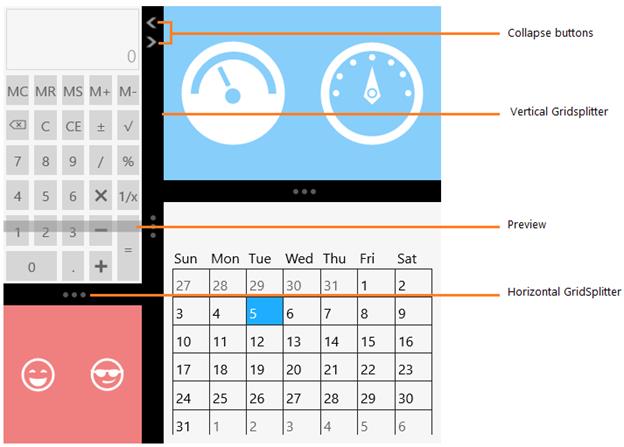 0
MC MR MS M+ M-
C CE ± √
7 8 9 / %
4 5 6 × 1/x
1 2 3 − =
0 . +
Collapse buttons
Vertical Gridsplitter
Preview
Horizontal GridSplitter
Sun Mon Tue Wed Thu Fri Sat
27 28 29 30 31 1 2
3 4 5 6 7 8 9
10 11 12 13 14 15 16
17 18 19 20 21 22 23
24 25 26 27 28 29 30
31 1 2 3 4 5 6